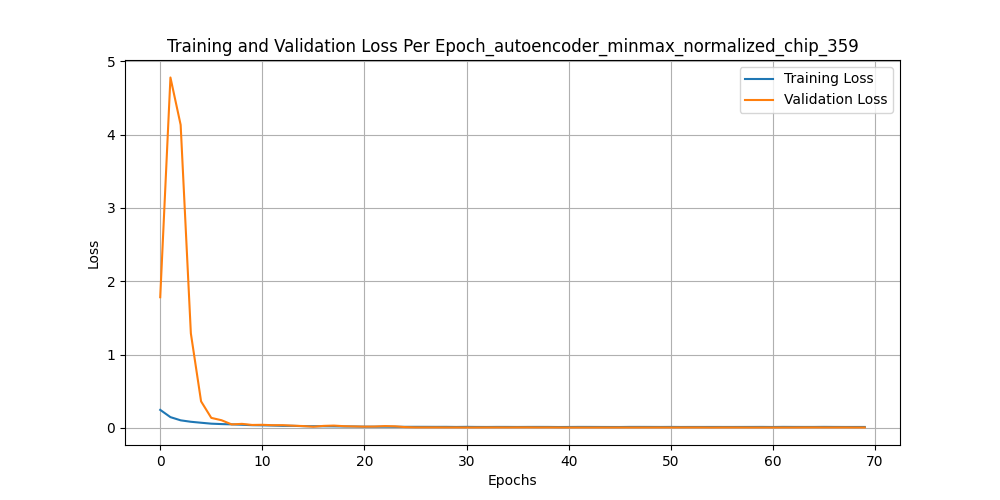 Training and Validation Loss Per Epoch_autoencoder_minmax_normalized_chip_359
Training Loss
Validation Loss
5
4
3
2
1
0
Loss
0 10 20 30 40 50 60 70
Epochs